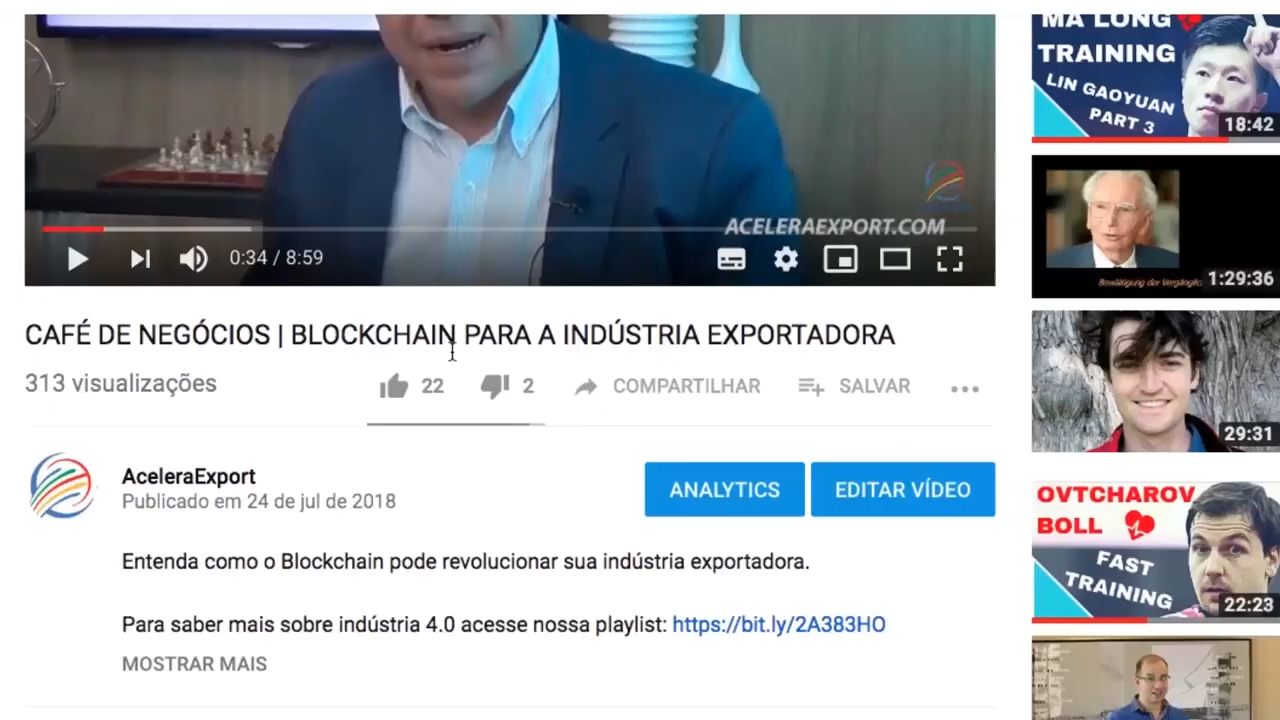 ACELERAEXPORT.COM
0:34 / 8:59
CAFÉ DE NEGÓCIOS | BLOCKCHAIN PARA A INDÚSTRIA EXPORTADORA
313 visualizações
22
2
COMPARTILHAR
SALVAR
AceleraExport
Publicado em 24 de jul de 2018
ANALYTICS
EDITAR VÍDEO
Entenda como o Blockchain pode revolucionar sua indústria exportadora.
Para saber mais sobre indústria 4.0 acesse nossa playlist: https://bit.ly/2A383HO
MOSTRAR MAIS
MA LONG
TRAINING
LIN GAOYUAN
PART 3
18:42
Bewältigung der
1:29:36
29:31
OVTCHAROV
BOLL
FAST
TRAINING
22:23